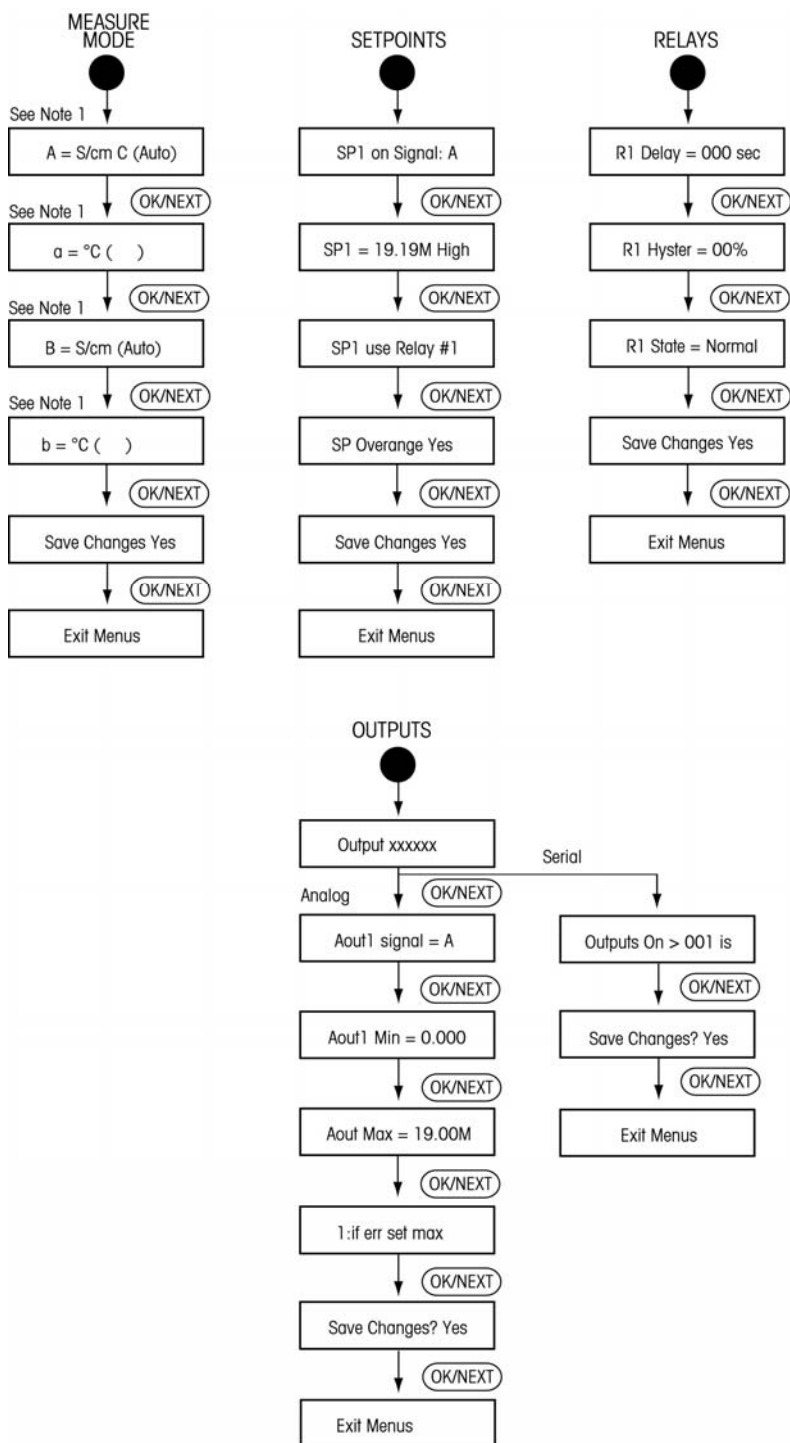 MEASURE
MODE
See Note 1
A = S/cm C (Auto)
OK/NEXT
See Note 1
a = °C (    )
OK/NEXT
See Note 1
B = S/cm (Auto)
OK/NEXT
See Note 1
b = °C (    )
OK/NEXT
Save Changes Yes
OK/NEXT
Exit Menus
SETPOINTS
SP1 on Signal: A
OK/NEXT
SP1 = 19.19M High
OK/NEXT
SP1 use Relay #1
OK/NEXT
SP Overange Yes
OK/NEXT
Save Changes Yes
OK/NEXT
Exit Menus
RELAYS
R1 Delay = 000 sec
OK/NEXT
R1 Hyster = 00%
OK/NEXT
R1 State = Normal
OK/NEXT
Save Changes Yes
OK/NEXT
Exit Menus
OUTPUTS
Output xxxxxx
Analog
OK/NEXT
Aout1 signal = A
OK/NEXT
Aout1 Min = 0.000
OK/NEXT
Aout Max = 19.00M
OK/NEXT
1:if err set max
OK/NEXT
Save Changes? Yes
OK/NEXT
Exit Menus
Serial
Outputs On > 001 is
OK/NEXT
Save Changes? Yes
OK/NEXT
Exit Menus